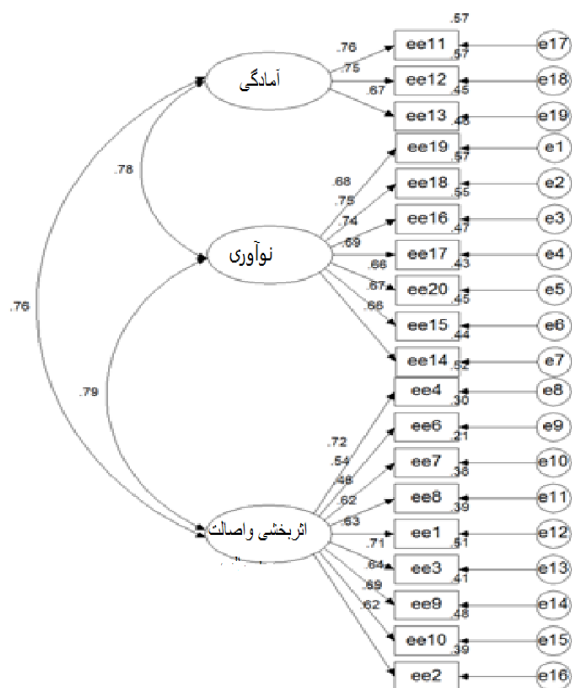 .57
.76 ee11 e17
.57
.75 ee12 e18
.45
.67 ee13 e19
آمادگی
.46
.68 ee19 e1
.57
.75 ee18 e2
.55
.74 ee16 e3
.47
.69 ee17 e4
.43
.66 ee20 e5
.45
.67 ee15 e6
.44
.66 ee14 e7
نوآوری
.78
.76
.79
.52
.72 ee4 e8
.30
.54 ee6 e9
.21
.46 ee7 e10
.38
.62 ee8 e11
.39
.63 ee1 e12
.51
.71 ee3 e13
.41
.64 ee9 e14
.48
.69 ee10 e15
.39
.62 ee2 e16
اثربخشی واصالت